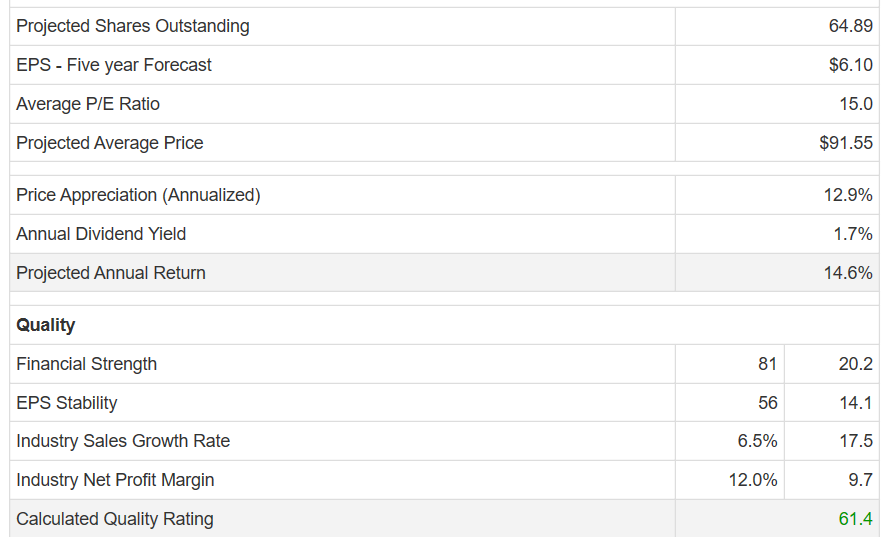 Projected Shares Outstanding 64.89
EPS - Five year Forecast $6.10
Average P/E Ratio 15.0
Projected Average Price $91.55
Price Appreciation (Annualized) 12.9%
Annual Dividend Yield 1.7%
Projected Annual Return 14.6%
Quality
Financial Strength 81 20.2
EPS Stability 56 14.1
Industry Sales Growth Rate 6.5% 17.5
Industry Net Profit Margin 12.0% 9.7
Calculated Quality Rating 61.4